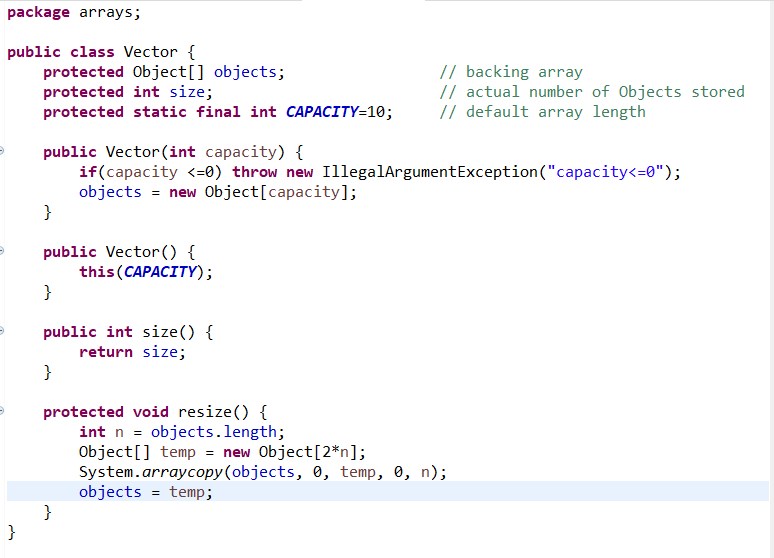 package arrays;
public class Vector {
protected Object[] objects; // backing array
protected int size; // actual number of Objects stored
protected static final int CAPACITY=10; // default array length
public Vector(int capacity) {
if(capacity <=0) throw new IllegalArgumentException("capacity<=0");
objects = new Object[capacity];
}
public Vector() {
this(CAPACITY);
}
public int size() {
return size;
}
protected void resize() {
int n = objects.length;
Object[] temp = new Object[2*n];
System.arraycopy(objects, 0, temp, 0, n);
objects = temp;
}
}